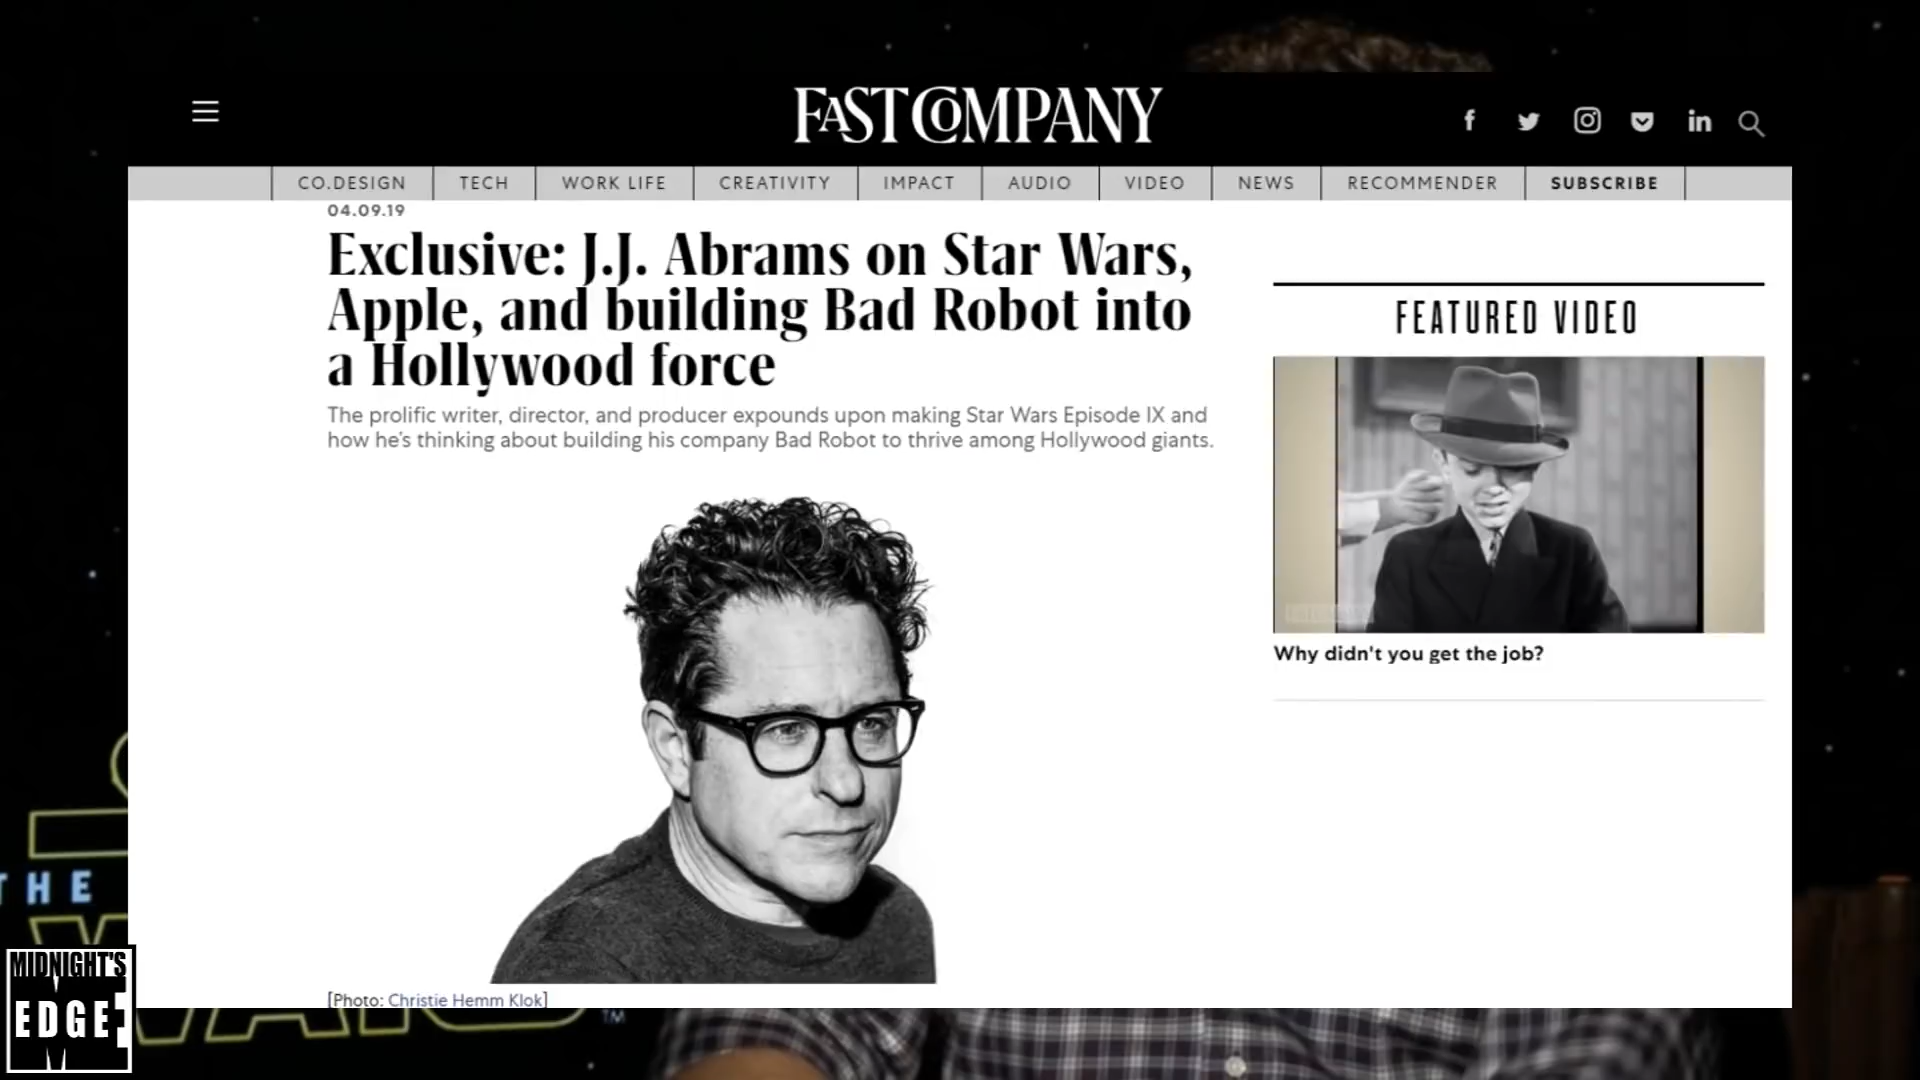 FAST COMPANY
CO.DESIGN
TECH
WORK LIFE
CREATIVITY
IMPACT
AUDIO
VIDEO
NEWS
RECOMMENDER
SUBSCRIBE
04.09.19
Exclusive: J.J. Abrams on Star Wars,
Apple, and building Bad Robot into
a Hollywood force
The prolific writer, director, and producer expounds upon making Star Wars Episode IX and
how he's thinking about building his company Bad Robot to thrive among Hollywood giants.
FEATURED VIDEO
Why didn't you get the job?
[Photo: Christie Hemm Klok]
THE
TM
MIDNIGHT'S
EDGE